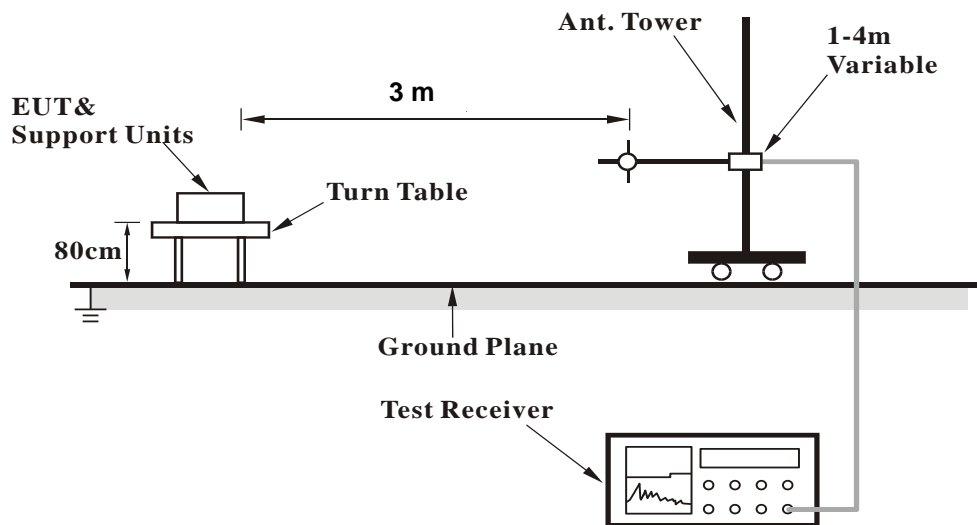 Ant. Tower
1-4m
Variable
3 m
EUT&
Support Units
Turn Table
80cm
Ground Plane
Test Receiver